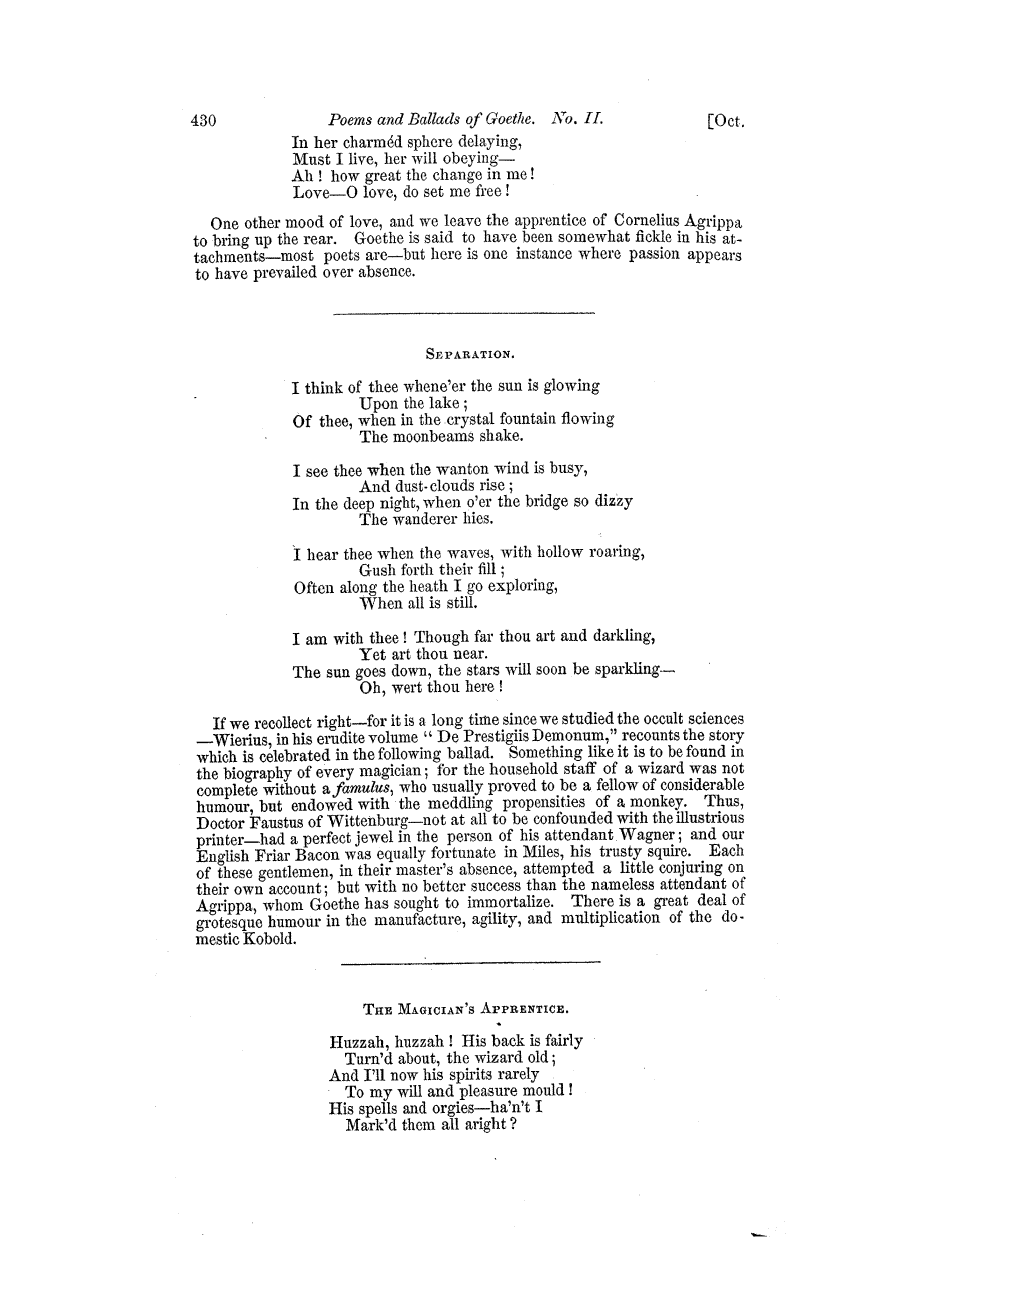 430 Poems and Ballads of Goethe. No. II. [Oct.
In her charméd sphere delaying,
Must I live, her will obeying—
Ah! how great the change in me!
Love—O love, do set me free!
One other mood of love, and we leave the apprentice of Cornelius Agrippa
to bring up the rear. Goethe is said to have been somewhat fickle in his at-
tachments—most poets are—but here is one instance where passion appears
to have prevailed over absence.
SEPARATION.
I think of thee whene'er the sun is glowing
Upon the lake;
Of thee, when in the crystal fountain flowing
The moonbeams shake.
I see thee when the wanton wind is busy,
And dust-clouds rise;
In the deep night, when o'er the bridge so dizzy
The wanderer hies.
I hear thee when the waves, with hollow roaring,
Gush forth their fill;
Often along the heath I go exploring,
When all is still.
I am with thee! Though far thou art and darkling,
Yet art thou near.
The sun goes down, the stars will soon be sparkling—
Oh, wert thou here!
If we recollect right—for it is a long time since we studied the occult sciences
—Wierius, in his erudite volume "De Prestigiis Demonum," recounts the story
which is celebrated in the following ballad. Something like it is to be found in
the biography of every magician; for the household staff of a wizard was not
complete without a famulus, who usually proved to be a fellow of considerable
humour, but endowed with the meddling propensities of a monkey. Thus,
Doctor Faustus of Wittenburg—not at all to be confounded with the illustrious
printer—had a perfect jewel in the person of his attendant Wagner; and our
English Friar Bacon was equally fortunate in Miles, his trusty squire. Each
of these gentlemen, in their master's absence, attempted a little conjuring on
their own account; but with no better success than the nameless attendant of
Agrippa, whom Goethe has sought to immortalize. There is a great deal of
grotesque humour in the manufacture, agility, and multiplication of the do-
mestic Kobold.
THE MAGICIAN'S APPRENTICE.
Huzzah, huzzah! His back is fairly
Turn'd about, the wizard old;
And I'll now his spirits rarely
To my will and pleasure mould!
His spells and orgies—ha'n't I
Mark'd them all aright?